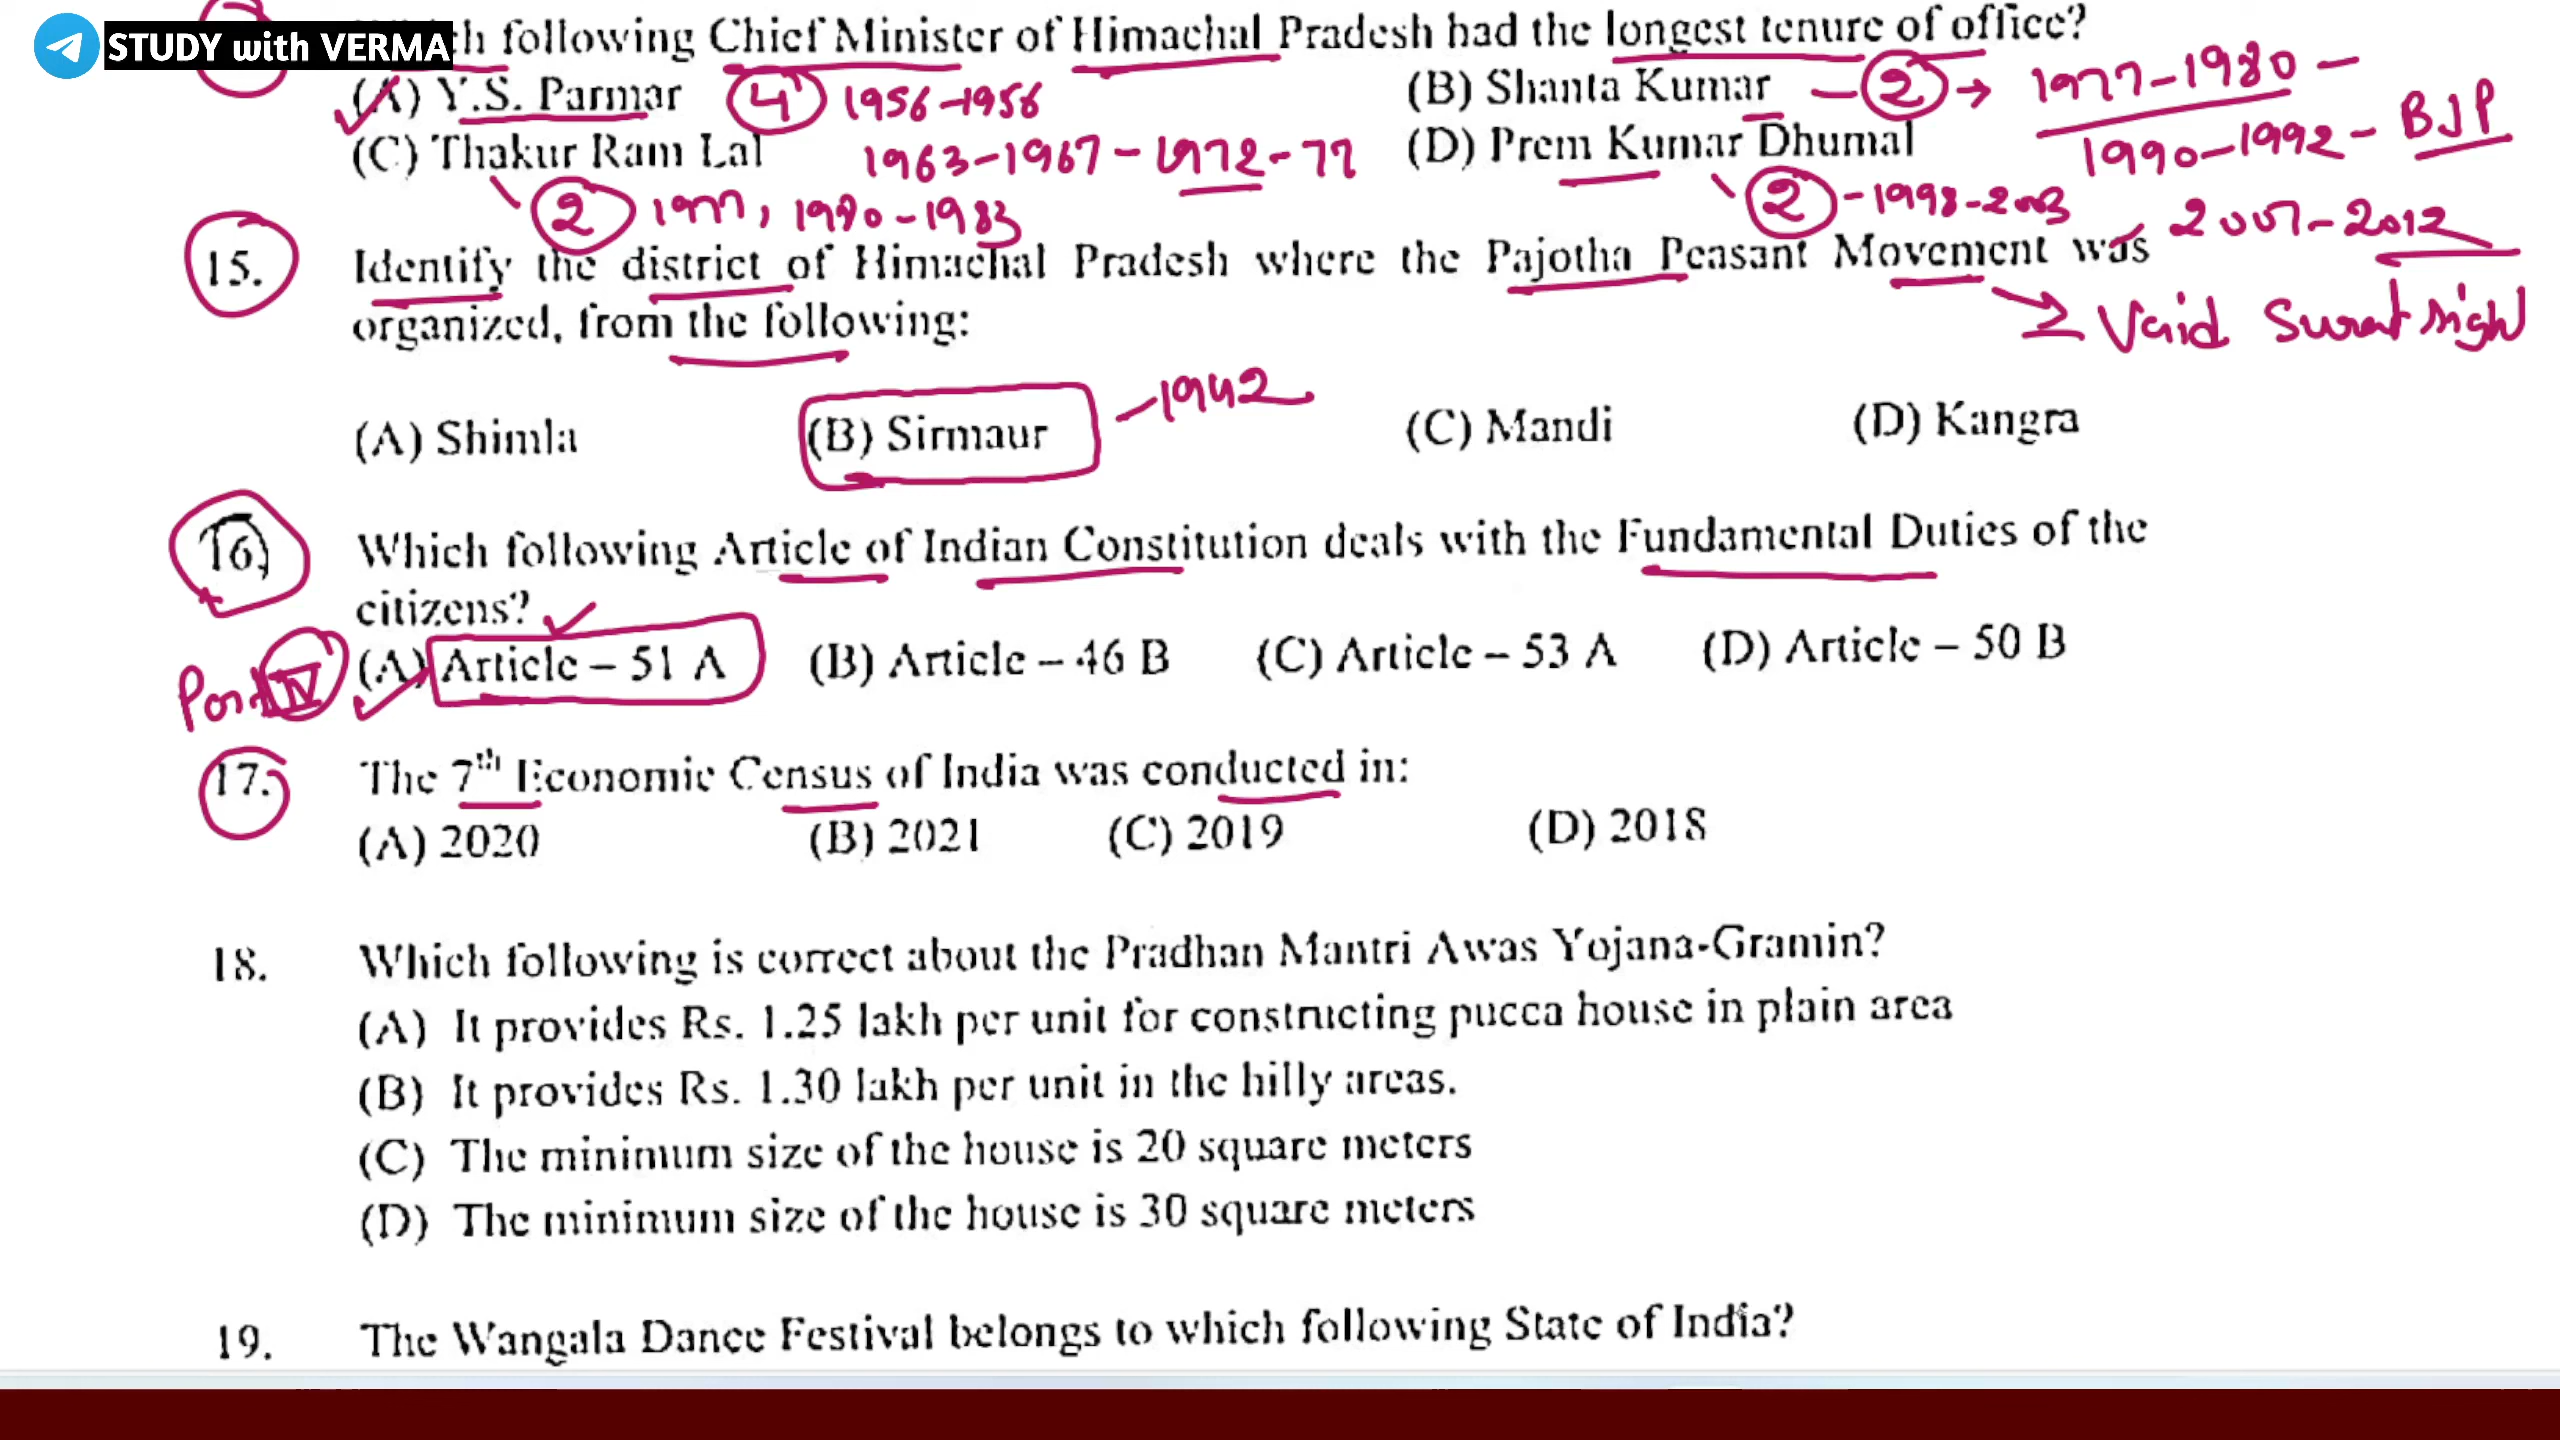 STUDY with VERMA
ch following Chief Minister of Himachal Pradesh had the longest tenure of office?
(A) Y.S. Parmar 4 1956-1956
(B) Shanta Kumar - 2 → 1977-1980 -
(C) Thakur Ram Lal 1963-1967-1972-77
(D) Prem Kumar Dhumal 1990-1992- BJP
2 1977, 1980-1983
2 -1998-2003 2007-2012
15. Identify the district of Himachal Pradesh where the Pajotha Peasant Movement was
organized, from the following: Vaid Surat Singh
(A) Shimla (B) Sirmaur -1942 (C) Mandi (D) Kangra
16) Which following Article of Indian Constitution deals with the Fundamental Duties of the
citizens?
Part IV (A) Article – 51 A (B) Article – 46 B (C) Article – 53 A (D) Article – 50 B
17. The 7th Economic Census of India was conducted in:
(A) 2020 (B) 2021 (C) 2019 (D) 2018
18. Which following is correct about the Pradhan Mantri Awas Yojana-Gramin?
(A) It provides Rs. 1.25 lakh per unit for constructing pucca house in plain area
(B) It provides Rs. 1.30 lakh per unit in the hilly areas.
(C) The minimum size of the house is 20 square meters
(D) The minimum size of the house is 30 square meters
19. The Wangala Dance Festival belongs to which following State of India?